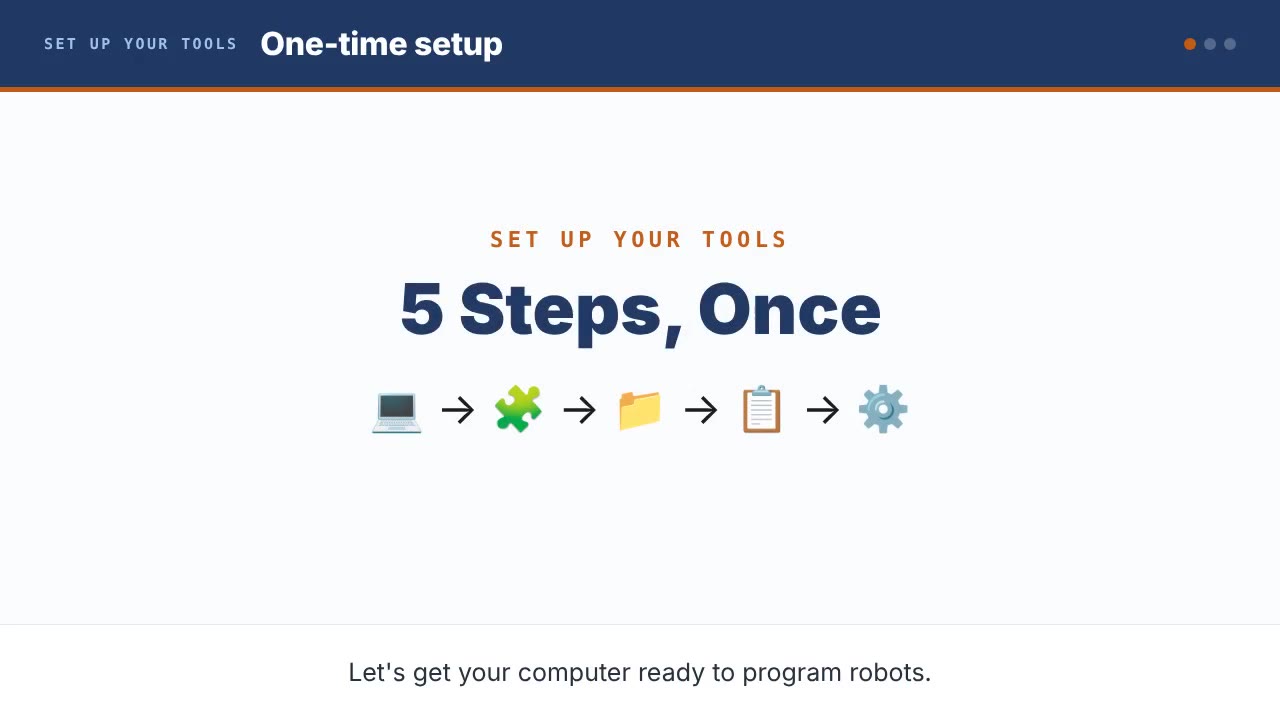 SET UP YOUR TOOLS One-time setup
SET UP YOUR TOOLS
5 Steps, Once
💻 → 🧩 → 📁 → 📋 → ⚙️
Let's get your computer ready to program robots.